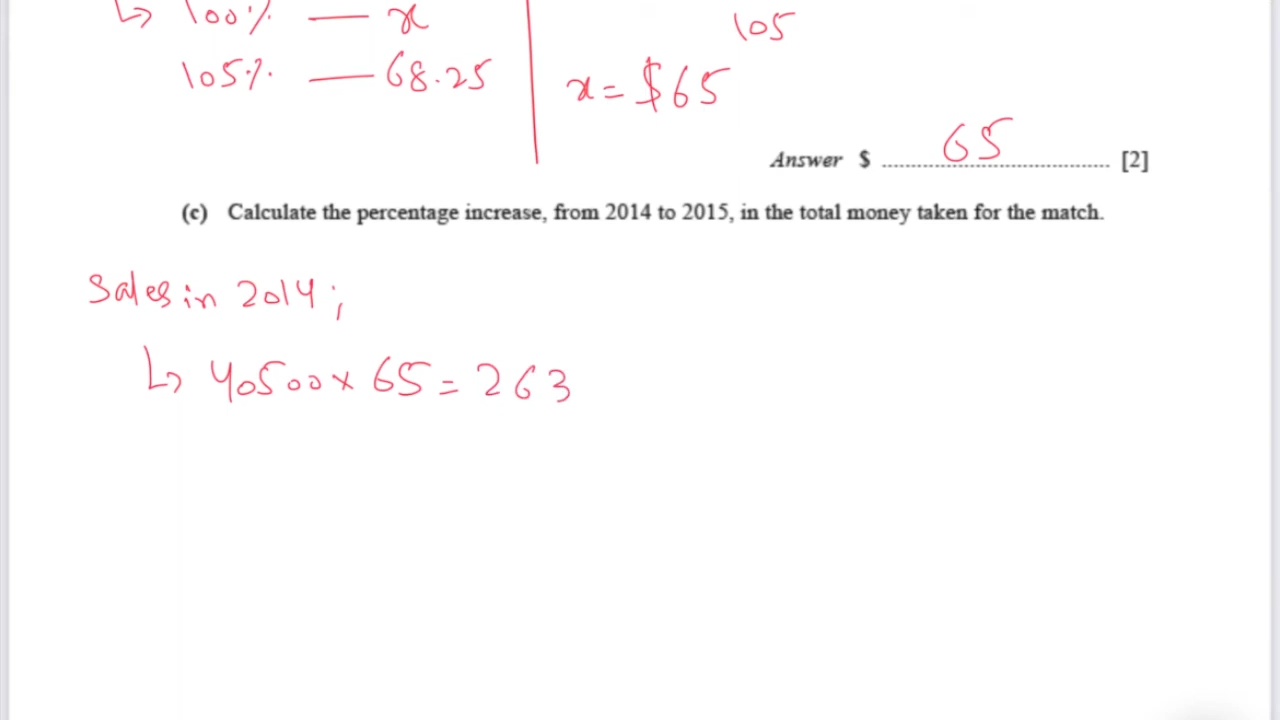 ↳ 100% — x
105
105% — 68.25
x = $65
Answer $ 65 [2]
(c) Calculate the percentage increase, from 2014 to 2015, in the total money taken for the match.
Sales in 2014;
↳ 40500 x 65 = 263